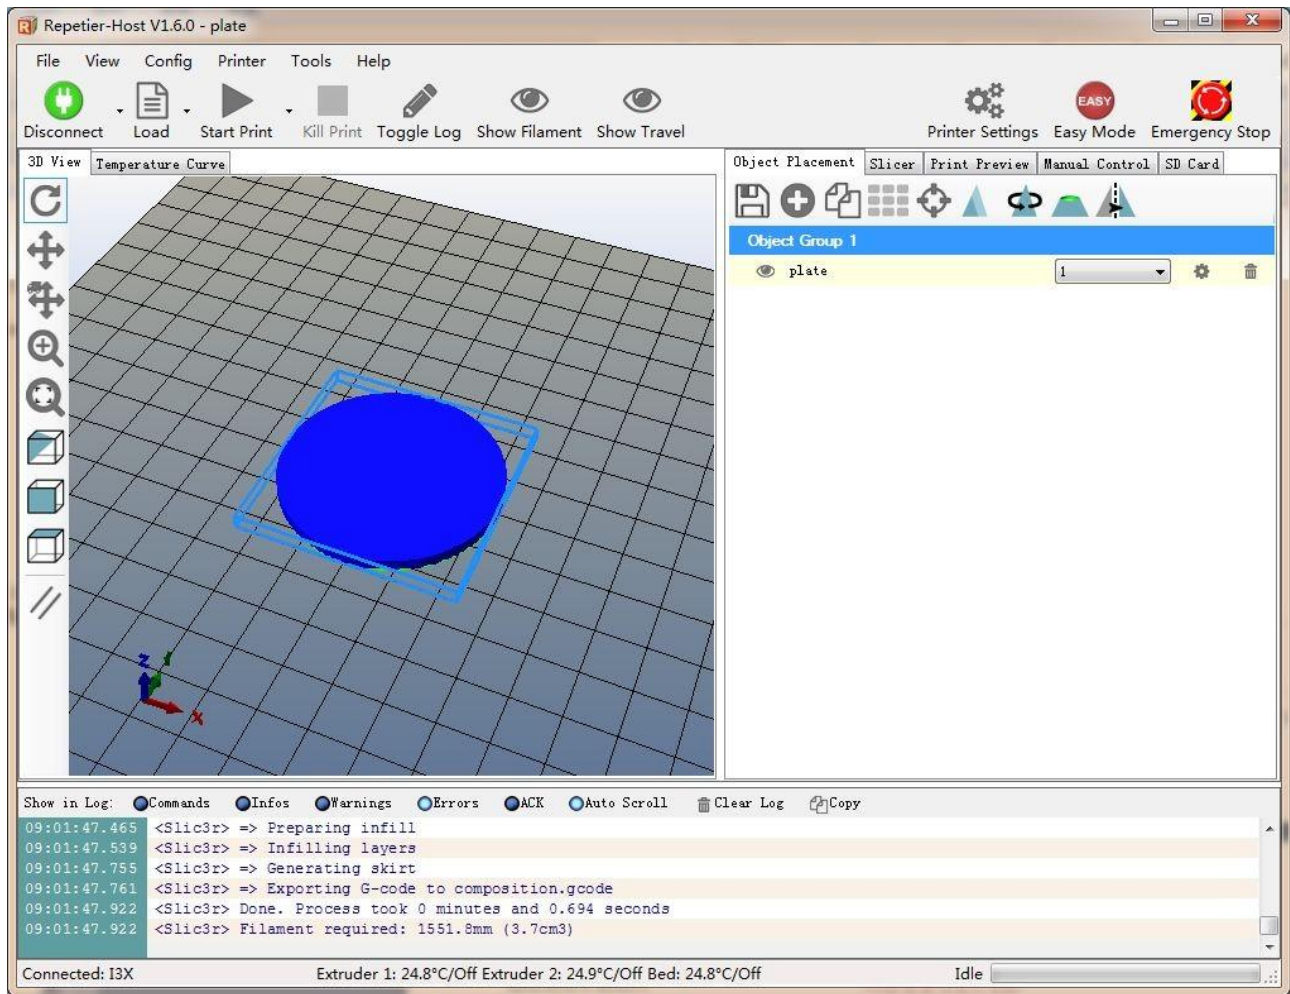 Repetier-Host V1.6.0 - plate
File View Config Printer Tools Help
Disconnect Load Start Print Kill Print Toggle Log Show Filament Show Travel Printer Settings EASY Easy Mode Emergency Stop
3D View Temperature Curve
Object Placement Slicer Print Preview Manual Control SD Card
Object Group 1
plate 1
z Y
x
Show in Log: Commands Infos Warnings Errors ACK Auto Scroll Clear Log Copy
09:01:47.465 <Slic3r> => Preparing infill
09:01:47.539 <Slic3r> => Infilling layers
09:01:47.755 <Slic3r> => Generating skirt
09:01:47.761 <Slic3r> => Exporting G-code to composition.gcode
09:01:47.922 <Slic3r> Done. Process took 0 minutes and 0.694 seconds
09:01:47.922 <Slic3r> Filament required: 1551.8mm (3.7cm3)
Connected: I3X Extruder 1: 24.8°C/Off Extruder 2: 24.9°C/Off Bed: 24.8°C/Off Idle